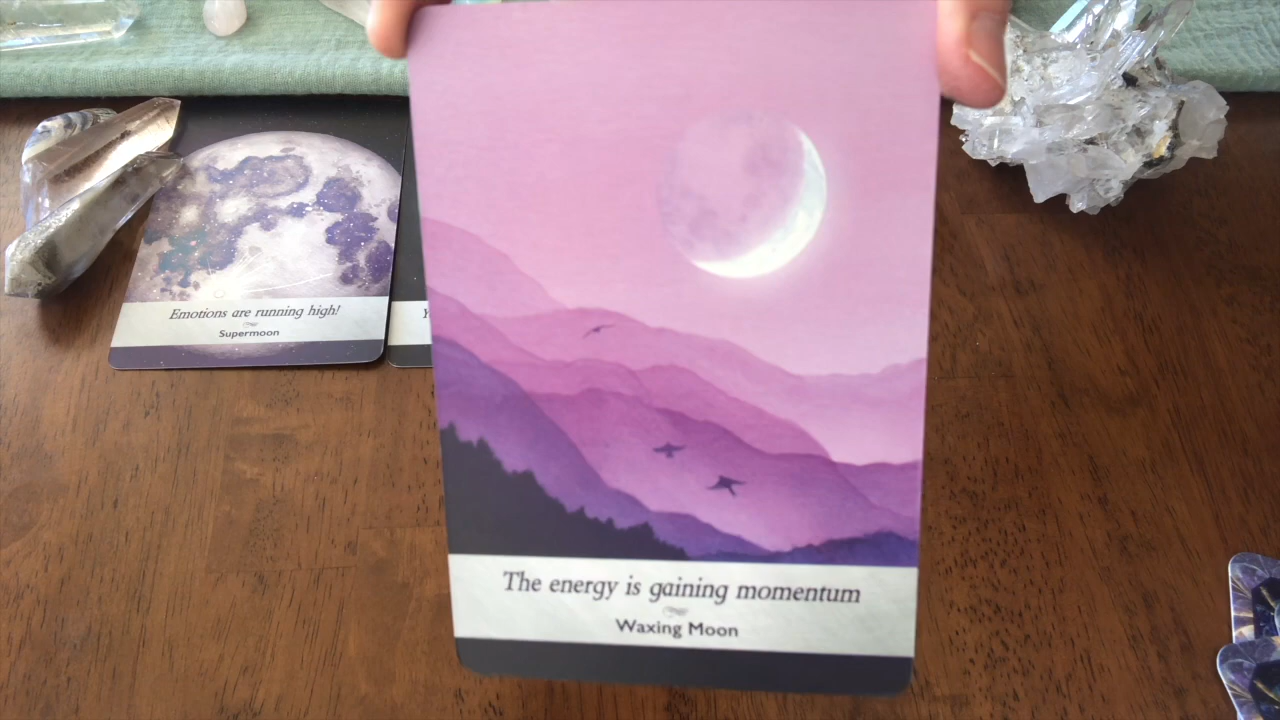 Emotions are running high!
Supermoon
The energy is gaining momentum
Waxing Moon